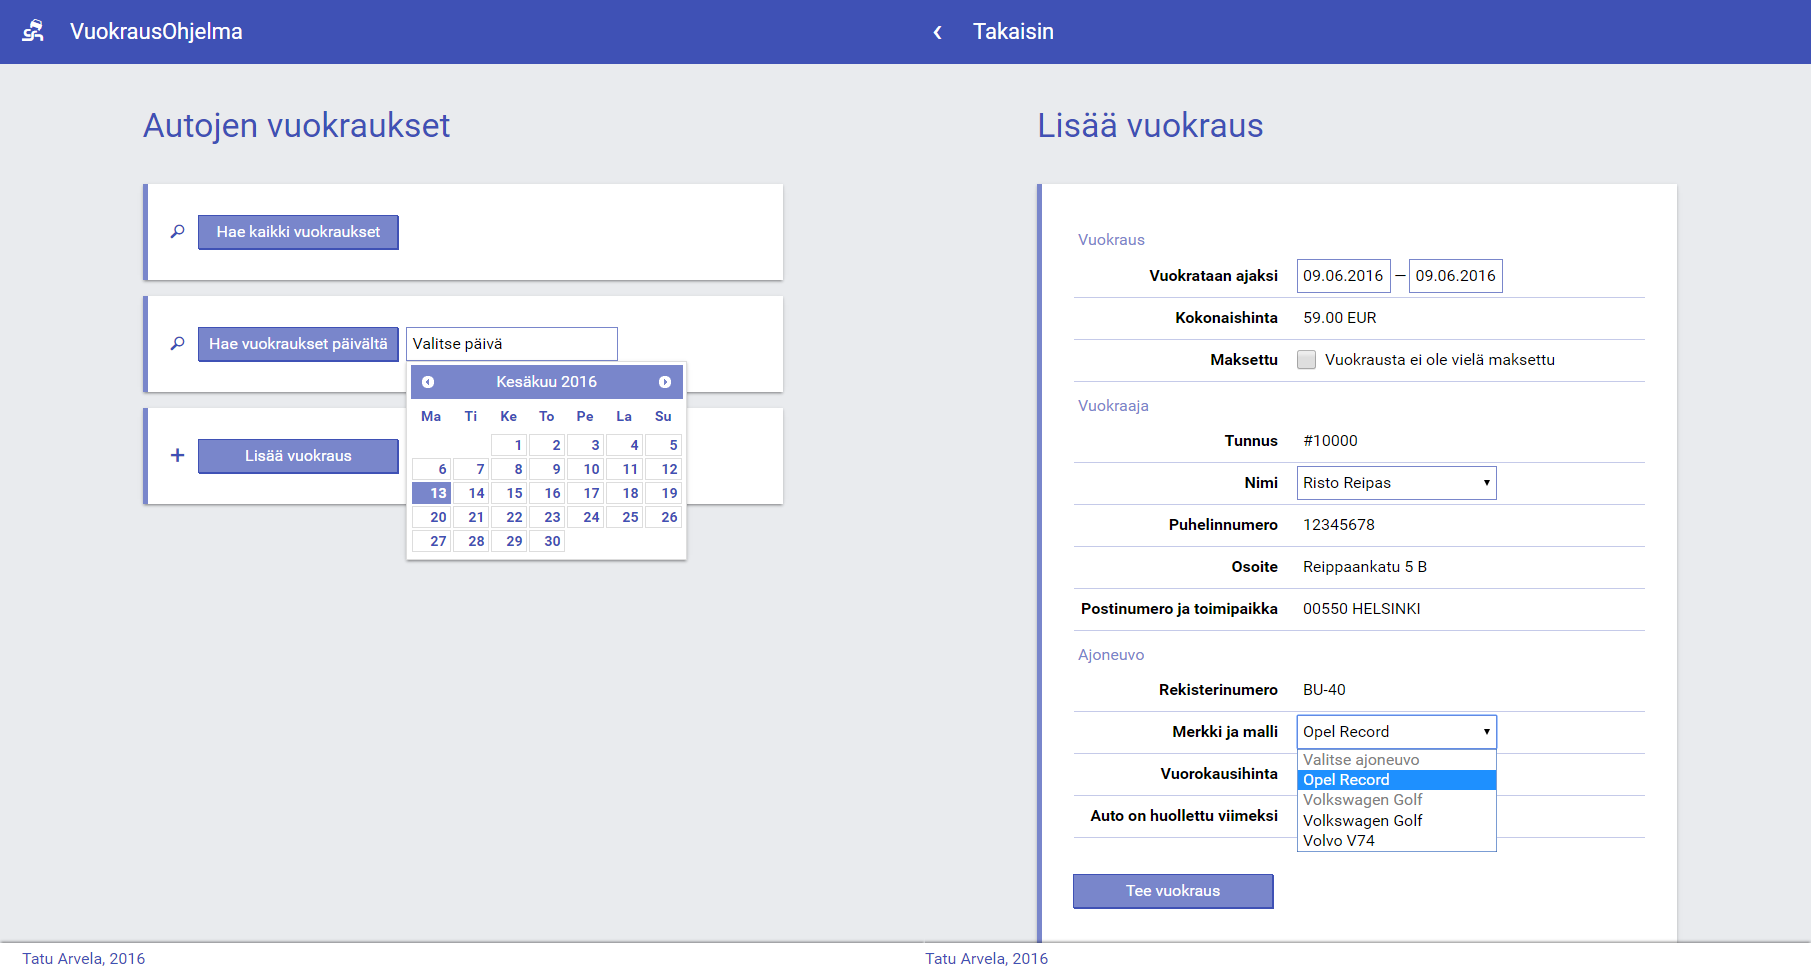 VuokrausOhjelma
Autojen vuokraukset
Hae kaikki vuokraukset
Hae vuokraukset päivältä Valitse päivä
Kesäkuu 2016
Ma Ti Ke To Pe La Su
1 2 3 4 5
6 7 8 9 10 11 12
13 14 15 16 17 18 19
20 21 22 23 24 25 26
27 28 29 30
+ Lisää vuokraus
Tatu Arvela, 2016
Takaisin
Lisää vuokraus
Vuokraus
Vuokrataan ajaksi 09.06.2016 – 09.06.2016
Kokonaishinta 59.00 EUR
Maksettu Vuokrausta ei ole vielä maksettu
Vuokraaja
Tunnus #10000
Nimi Risto Reipas
Puhelinnumero 12345678
Osoite Reippaankatu 5 B
Postinumero ja toimipaikka 00550 HELSINKI
Ajoneuvo
Rekisterinumero BU-40
Merkki ja malli Opel Record
Valitse ajoneuvo
Vuorokausihinta Opel Record
Volkswagen Golf
Auto on huollettu viimeksi Volkswagen Golf
Volvo V74
Tee vuokraus
Tatu Arvela, 2016